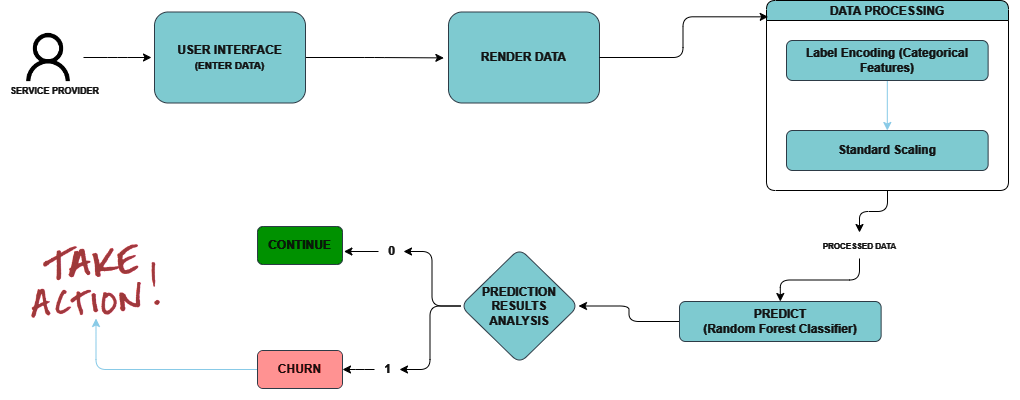 SERVICE PROVIDER
USER INTERFACE
(ENTER DATA)
RENDER DATA
DATA PROCESSING
Label Encoding (Categorical
Features)
Standard Scaling
PROCESSED DATA
PREDICT
(Random Forest Classifier)
PREDICTION
RESULTS
ANALYSIS
0
CONTINUE
1
CHURN
TAKE
ACTION!